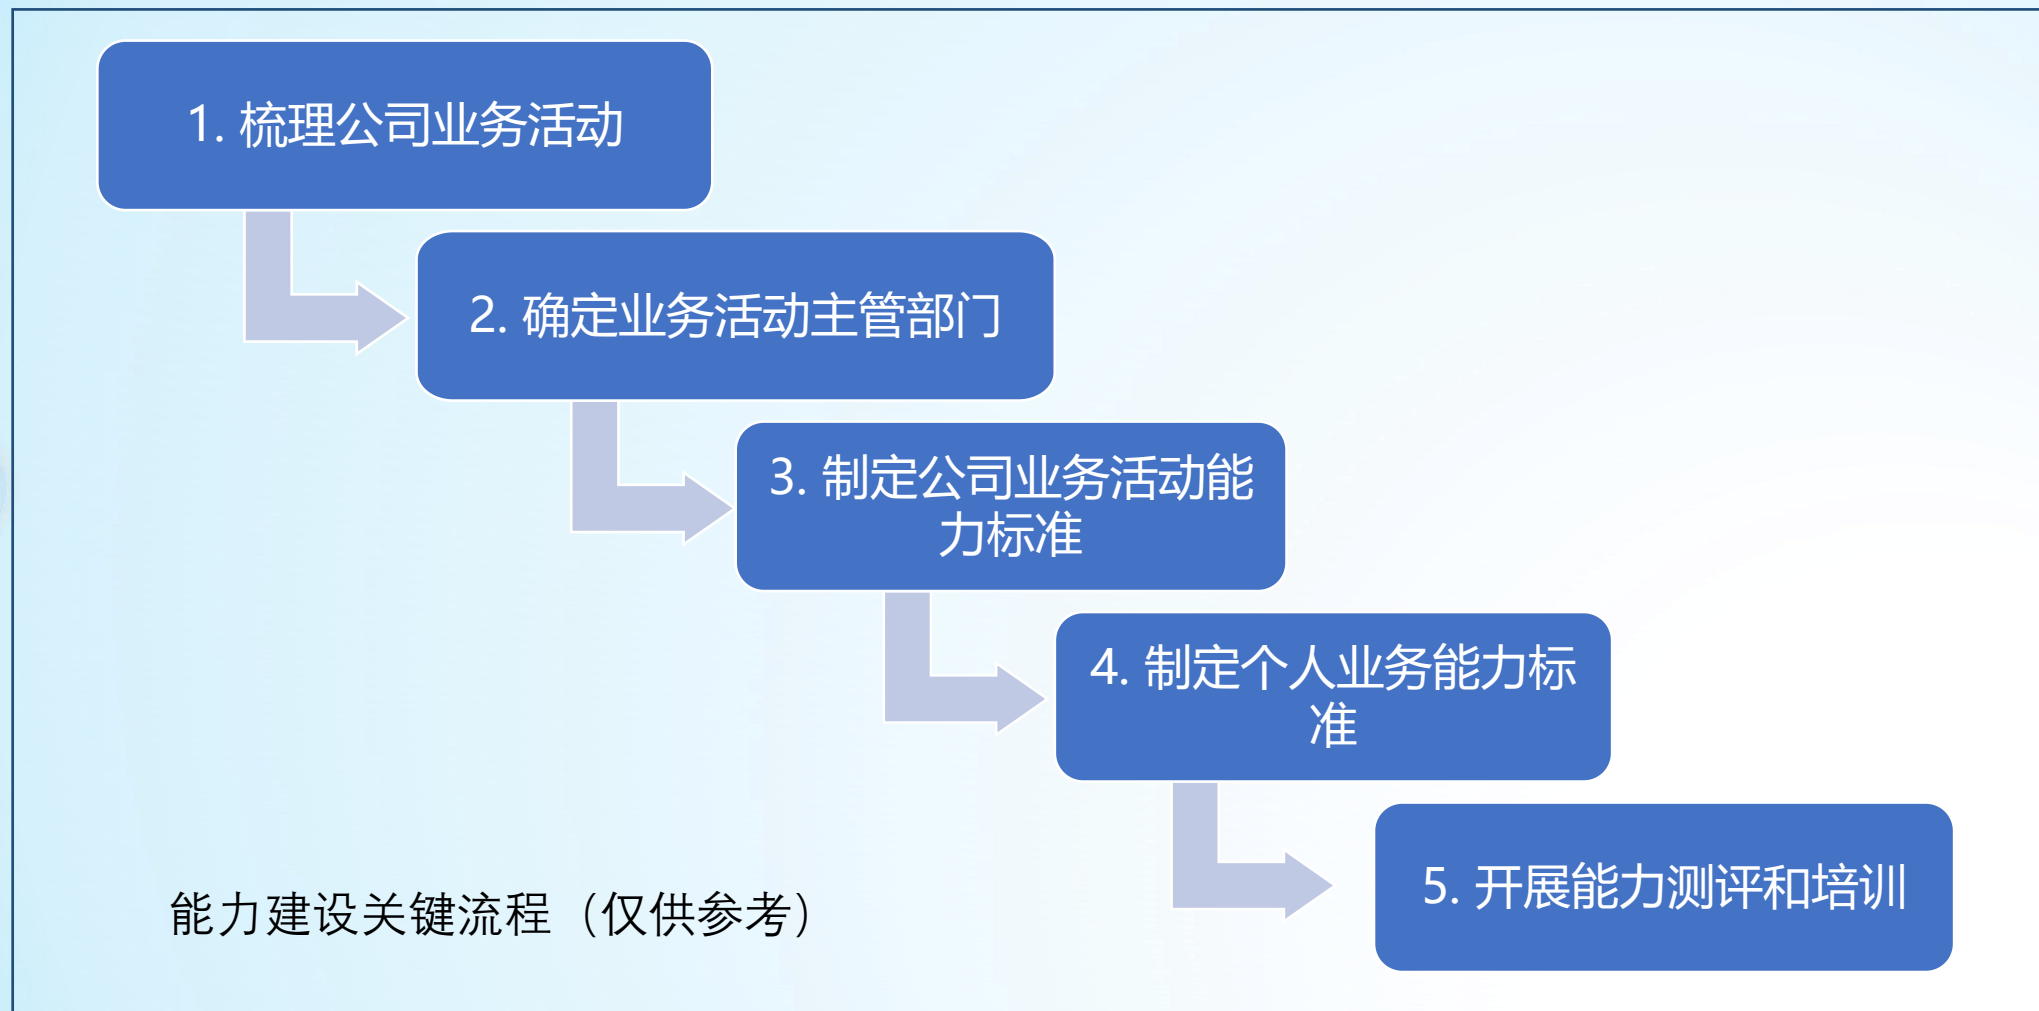 1. 梳理公司业务活动
2. 确定业务活动主管部门
3. 制定公司业务活动能
力标准
4. 制定个人业务能力标
准
5. 开展能力测评和培训
能力建设关键流程（仅供参考）